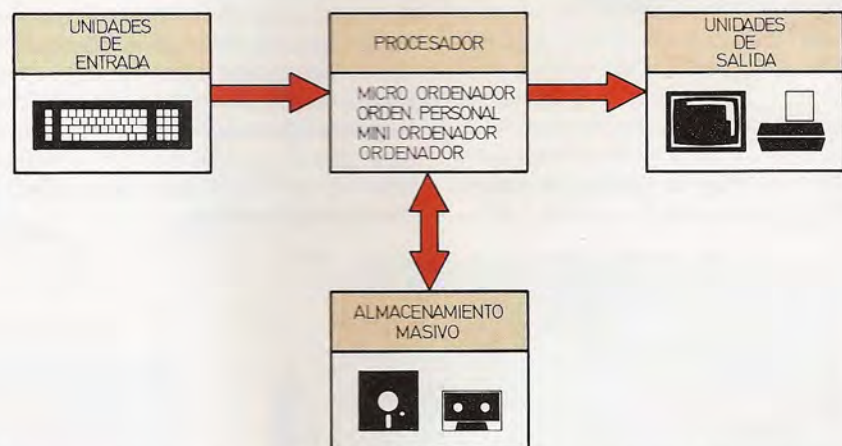 UNIDADES
DE
ENTRADA
PROCESADOR
MICRO ORDENADOR
ORDEN. PERSONAL
MINI ORDENADOR
ORDENADOR
UNIDADES
DE
SALIDA
ALMACENAMIENTO
MASIVO